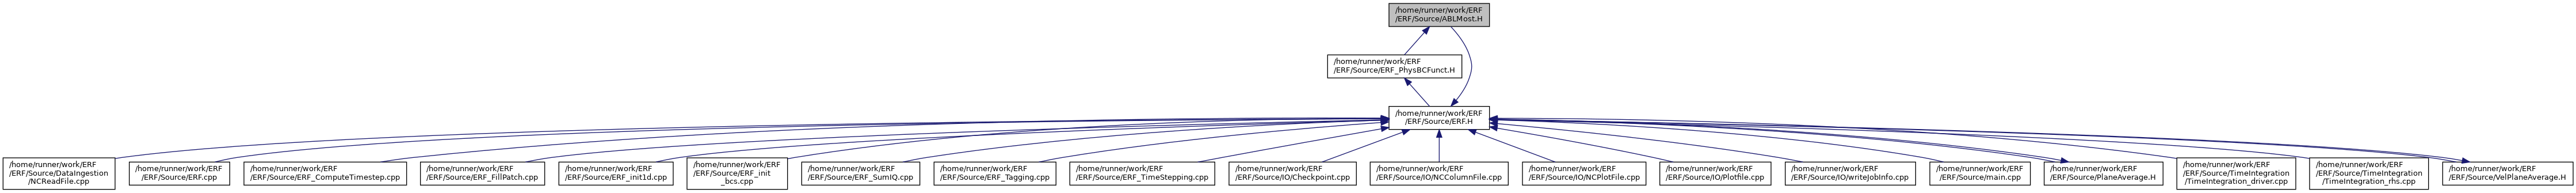 /home/runner/work/ERF
/ERF/Source/ABLMost.H
/home/runner/work/ERF
/ERF/Source/ERF_PhysBCFunct.H
/home/runner/work/ERF
/ERF/Source/ERF.H
/home/runner/work/ERF
/ERF/Source/DataIngestion
/NCReadFile.cpp
/home/runner/work/ERF
/ERF/Source/ERF.cpp
/home/runner/work/ERF
/ERF/Source/ERF_ComputeTimestep.cpp
/home/runner/work/ERF
/ERF/Source/ERF_FillPatch.cpp
/home/runner/work/ERF
/ERF/Source/ERF_init1d.cpp
/home/runner/work/ERF
/ERF/Source/ERF_init
_bcs.cpp
/home/runner/work/ERF
/ERF/Source/ERF_SumIQ.cpp
/home/runner/work/ERF
/ERF/Source/ERF_Tagging.cpp
/home/runner/work/ERF
/ERF/Source/ERF_TimeStepping.cpp
/home/runner/work/ERF
/ERF/Source/IO/Checkpoint.cpp
/home/runner/work/ERF
/ERF/Source/IO/NCColumnFile.cpp
/home/runner/work/ERF
/ERF/Source/IO/NCPlotFile.cpp
/home/runner/work/ERF
/ERF/Source/IO/Plotfile.cpp
/home/runner/work/ERF
/ERF/Source/IO/writeJobInfo.cpp
/home/runner/work/ERF
/ERF/Source/main.cpp
/home/runner/work/ERF
/ERF/Source/PlaneAverage.H
/home/runner/work/ERF
/ERF/Source/TimeIntegration
/TimeIntegration_driver.cpp
/home/runner/work/ERF
/ERF/Source/TimeIntegration
/TimeIntegration_rhs.cpp
/home/runner/work/ERF
/ERF/Source/VelPlaneAverage.H